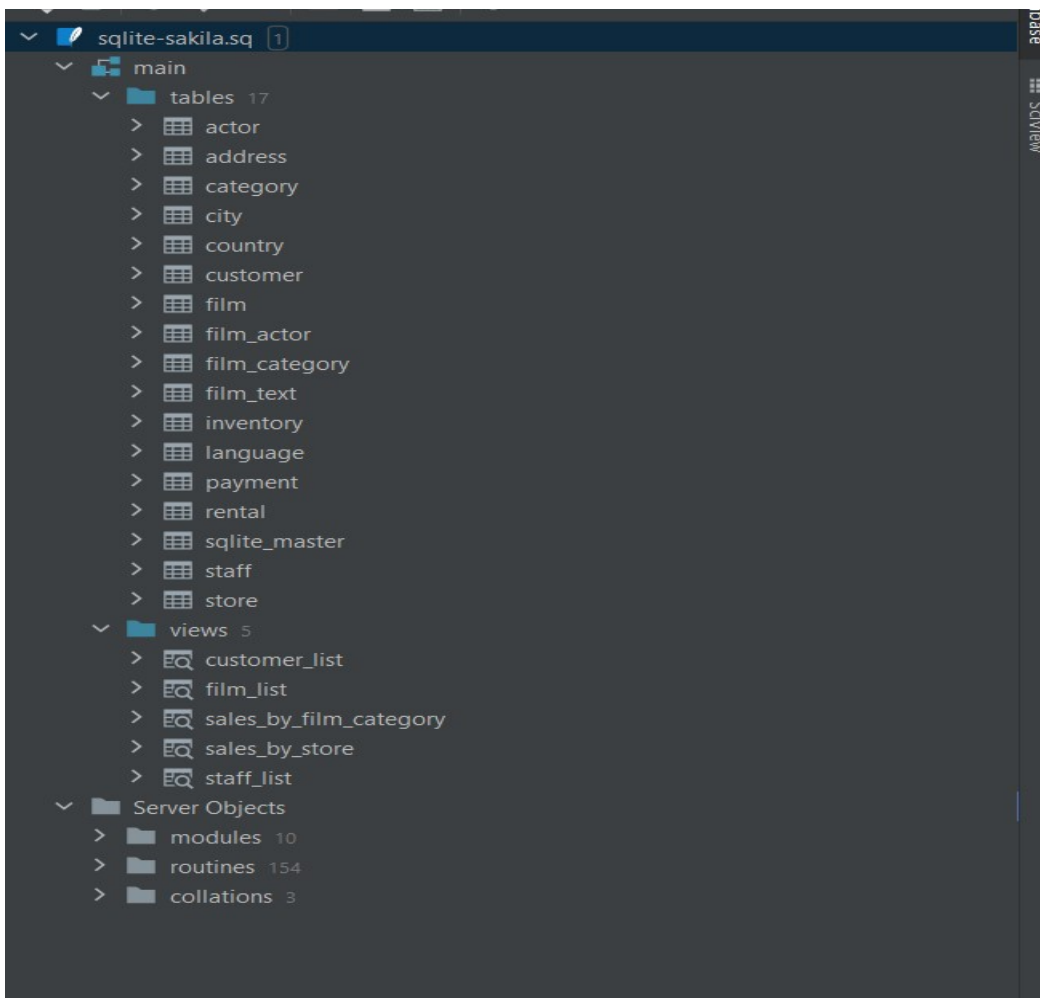 sqlite-sakila.sq 1
main
tables 17
actor
address
category
city
country
customer
film
film_actor
film_category
film_text
inventory
language
payment
rental
sqlite_master
staff
store
views 5
customer_list
film_list
sales_by_film_category
sales_by_store
staff_list
Server Objects
modules 10
routines 154
collations 3
SciView